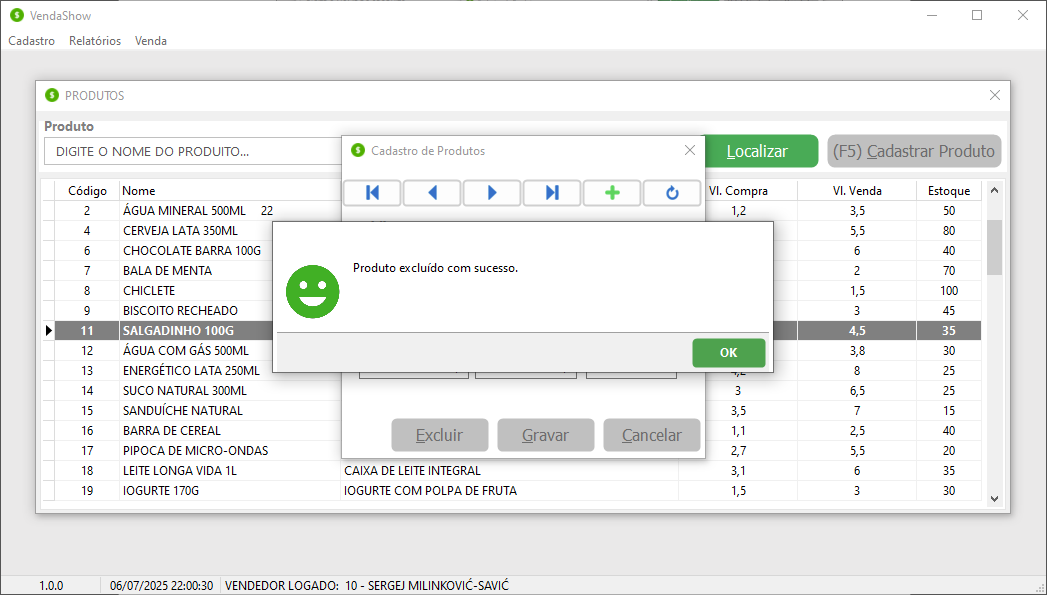 VendaShow
Cadastro Relatórios Venda
PRODUTOS
Produto
DIGITE O NOME DO PRODUITO...
Localizar
(F5) Cadastrar Produto
Cadastro de Produtos
Código Nome Vl. Compra Vl. Venda Estoque
2 ÁGUA MINERAL 500ML 22 1,2 3,5 50
4 CERVEJA LATA 350ML 5,5 80
6 CHOCOLATE BARRA 100G 6 40
7 BALA DE MENTA 2 70
8 CHICLETE 1,5 100
9 BISCOITO RECHEADO 3 45
11 SALGADINHO 100G 4,5 35
12 ÁGUA COM GÁS 500ML 3,8 30
13 ENERGÉTICO LATA 250ML 4,2 8 25
14 SUCO NATURAL 300ML 3 6,5 25
15 SANDUÍCHE NATURAL 3,5 7 15
16 BARRA DE CEREAL 1,1 2,5 40
17 PIPOCA DE MICRO-ONDAS 2,7 5,5 20
18 LEITE LONGA VIDA 1L CAIXA DE LEITE INTEGRAL 3,1 6 35
19 IOGURTE 170G IOGURTE COM POLPA DE FRUTA 1,5 3 30
Produto excluído com sucesso.
OK
Excluir Gravar Cancelar
1.0.0 06/07/2025 22:00:30 VENDEDOR LOGADO: 10 - SERGEJ MILINKOVIĆ-SAVIĆ